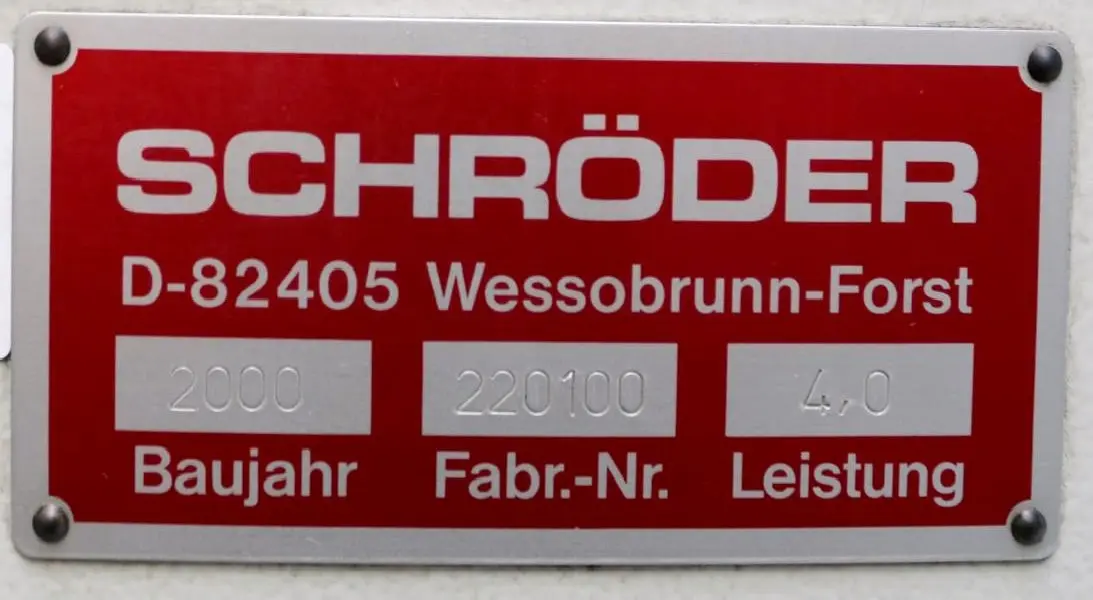 SCHRÖDER
D-82405 Wessobrunn-Forst
2000 220100 4,0
Baujahr Fabr.-Nr. Leistung